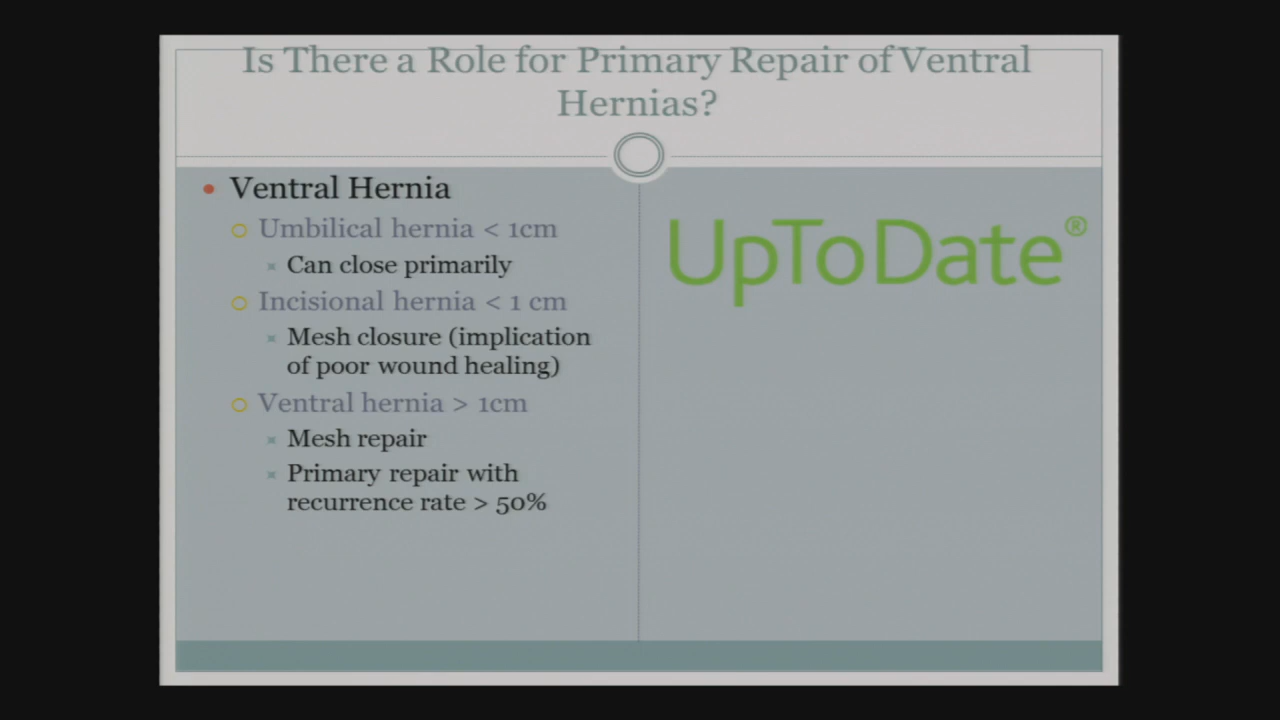 Is There a Role for Primary Repair of Ventral
Hernias?
Ventral Hernia
Umbilical hernia < 1cm
Can close primarily
Incisional hernia < 1 cm
Mesh closure (implication
of poor wound healing)
Ventral hernia > 1cm
Mesh repair
Primary repair with
recurrence rate > 50%
UpToDate®